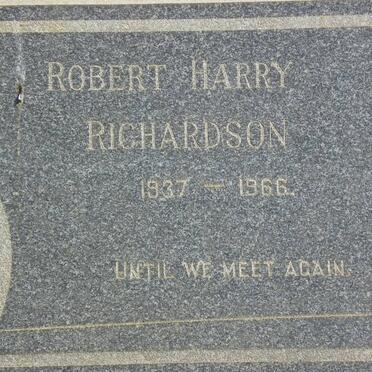 ROBERT HARRY
RICHARDSON
1937 — 1966.
UNTIL WE MEET AGAIN.